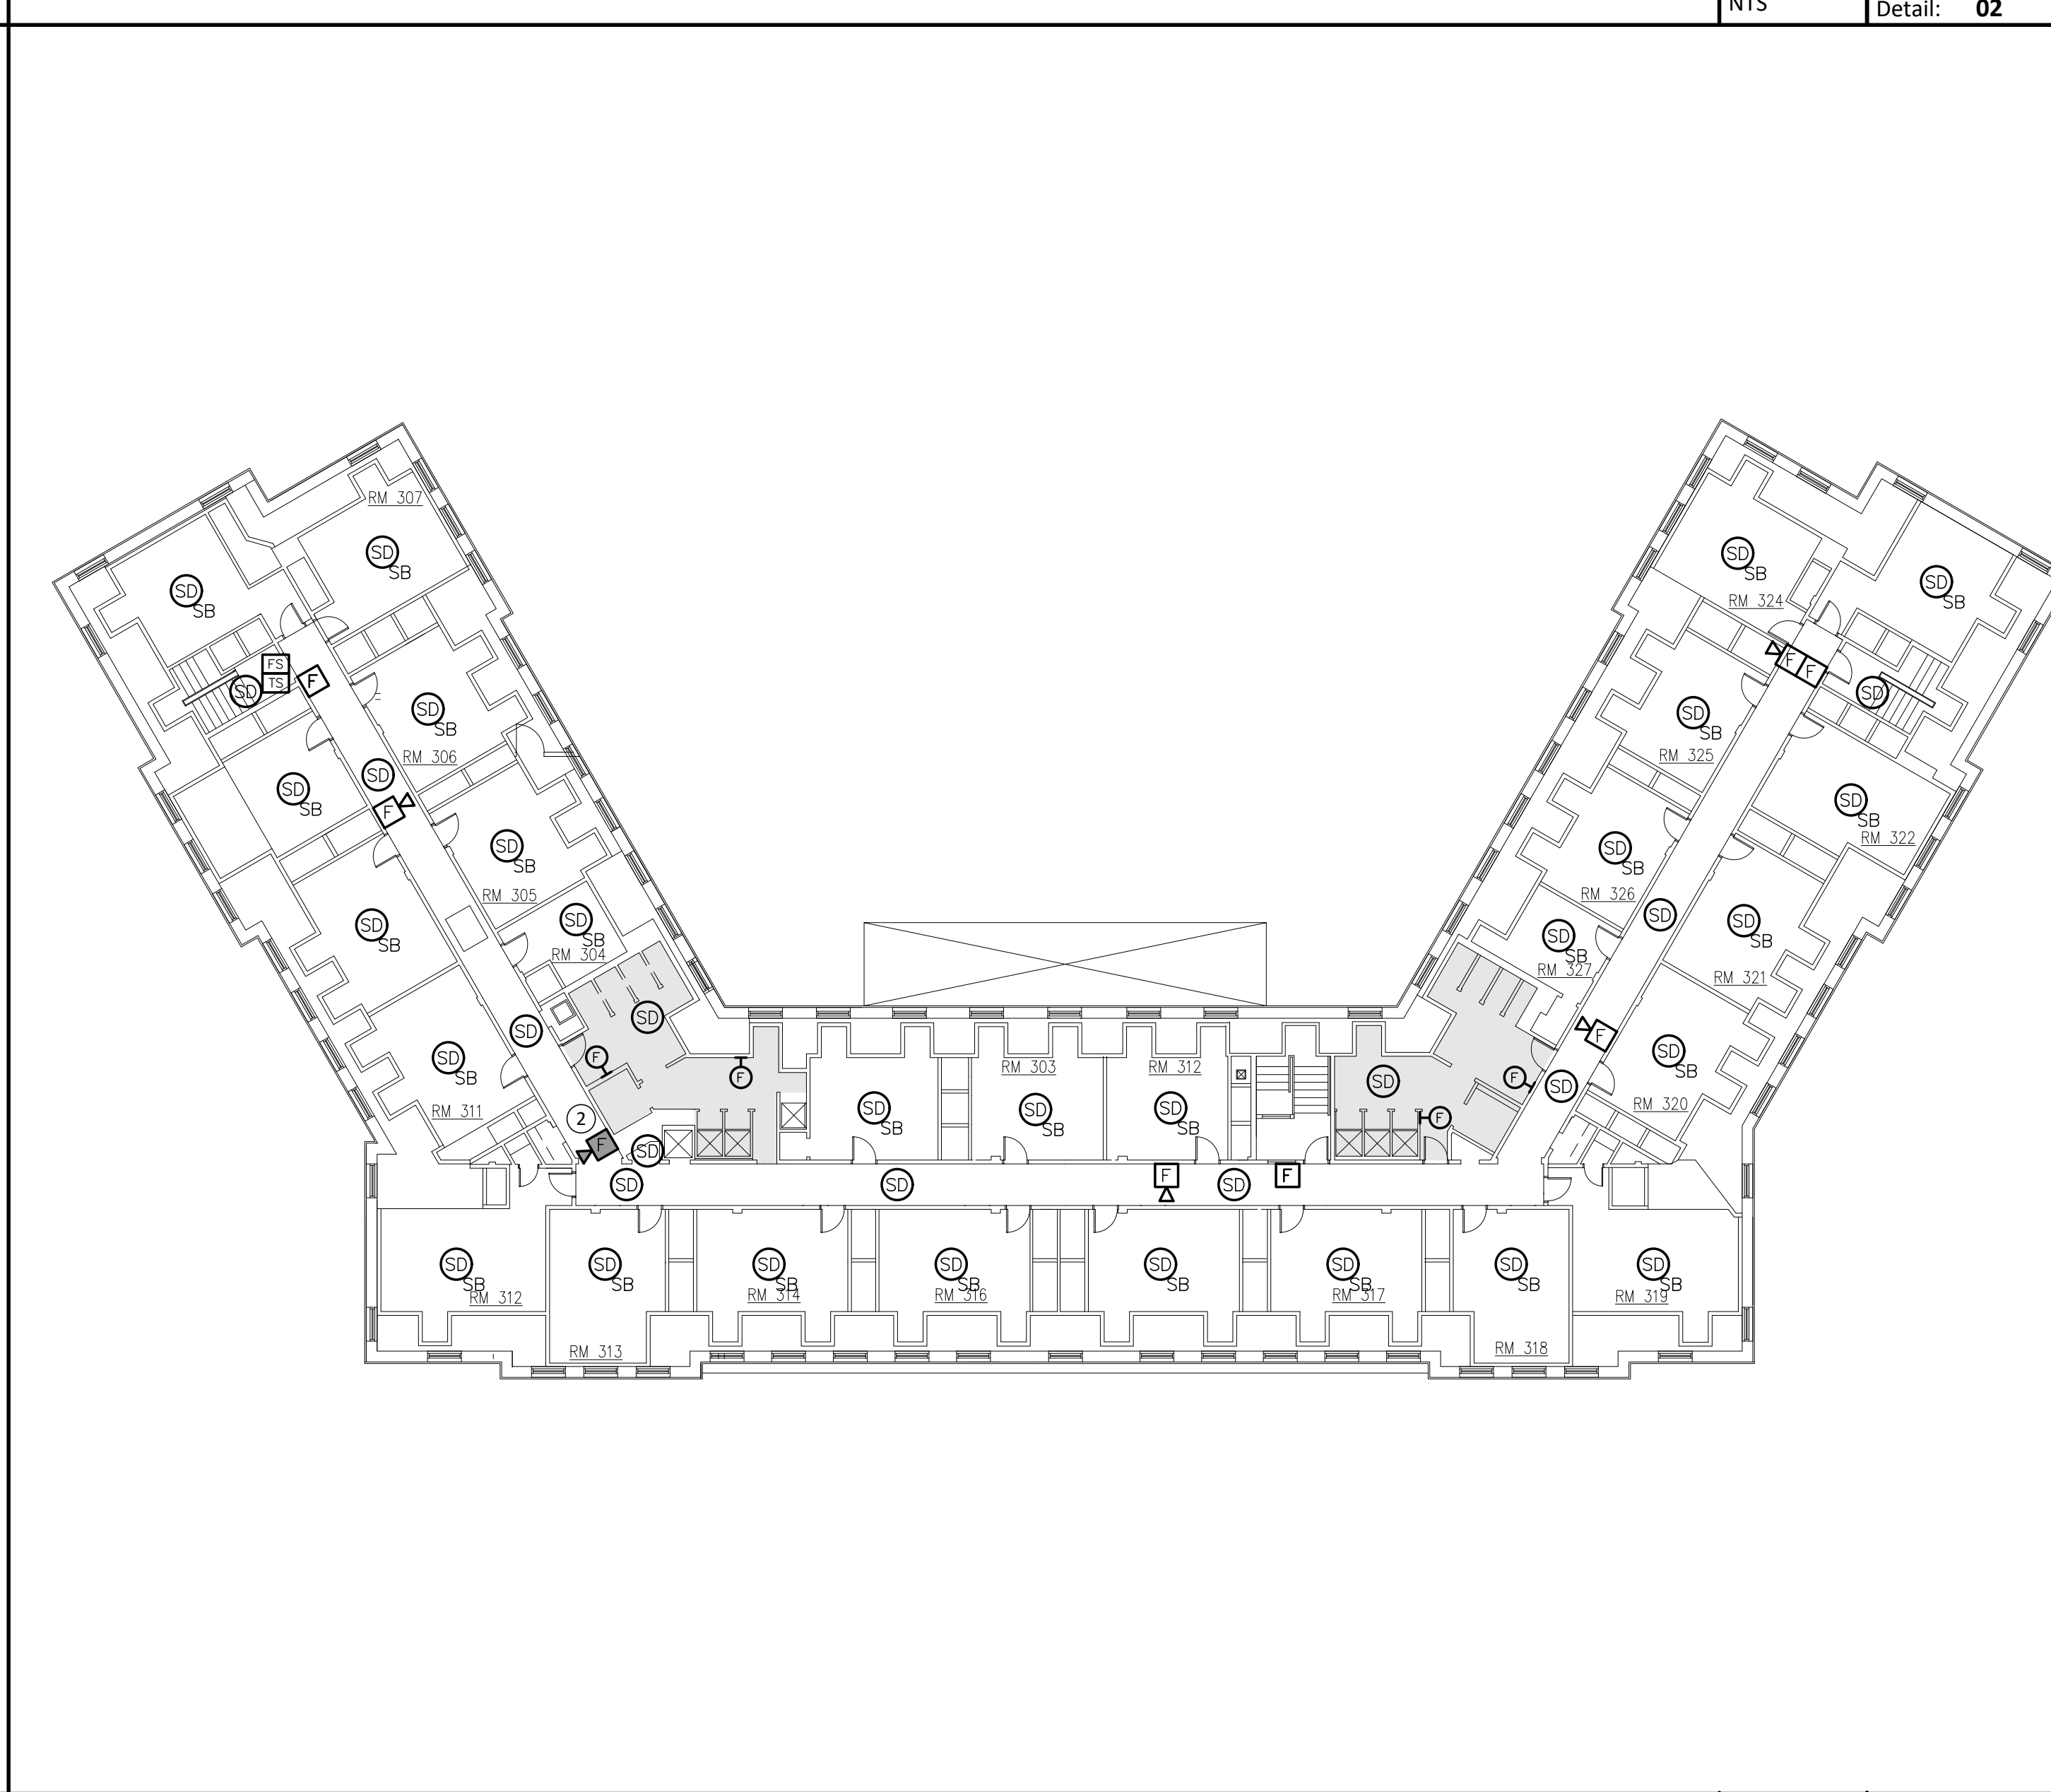 NTS
Detail: 02
RM 307
SD
SB
SD
SB
SD
SB
RM 324
SD
SB
FS
TS
SD
F
SD
SB
RM 306
F F
SD
SD
SB
RM 325
SD
F
SD
SB
SD
SB
RM 322
SD
SB
RM 305
SD
SB
RM 326
SD
SB
SD
SB
RM 304
SD
SD
SB
RM 321
SD
SB
RM 327
SD
SD
SD
SB
RM 311
F
F
2
F
SD
RM 303
RM 312
SD
SB
SD
SB
SD
SB
SD
F
F
F
SD
SD
SB
RM 320
SD
SD
F
SD
F
SD
SB
RM 312
SD
SB
RM 313
SD
SB
RM 314
SD
SB
RM 316
SD
SB
SD
SB
RM 317
SD
SB
RM 318
SD
SB
RM 319